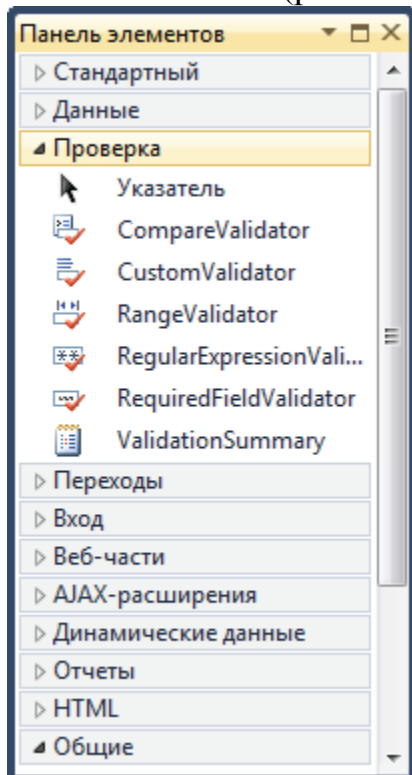 Панель элементов
Стандартный
Данные
Проверка
Указатель
CompareValidator
CustomValidator
RangeValidator
RegularExpressionVali...
RequiredFieldValidator
ValidationSummary
Переходы
Вход
Веб-части
AJAX-расширения
Динамические данные
Отчеты
HTML
Общие